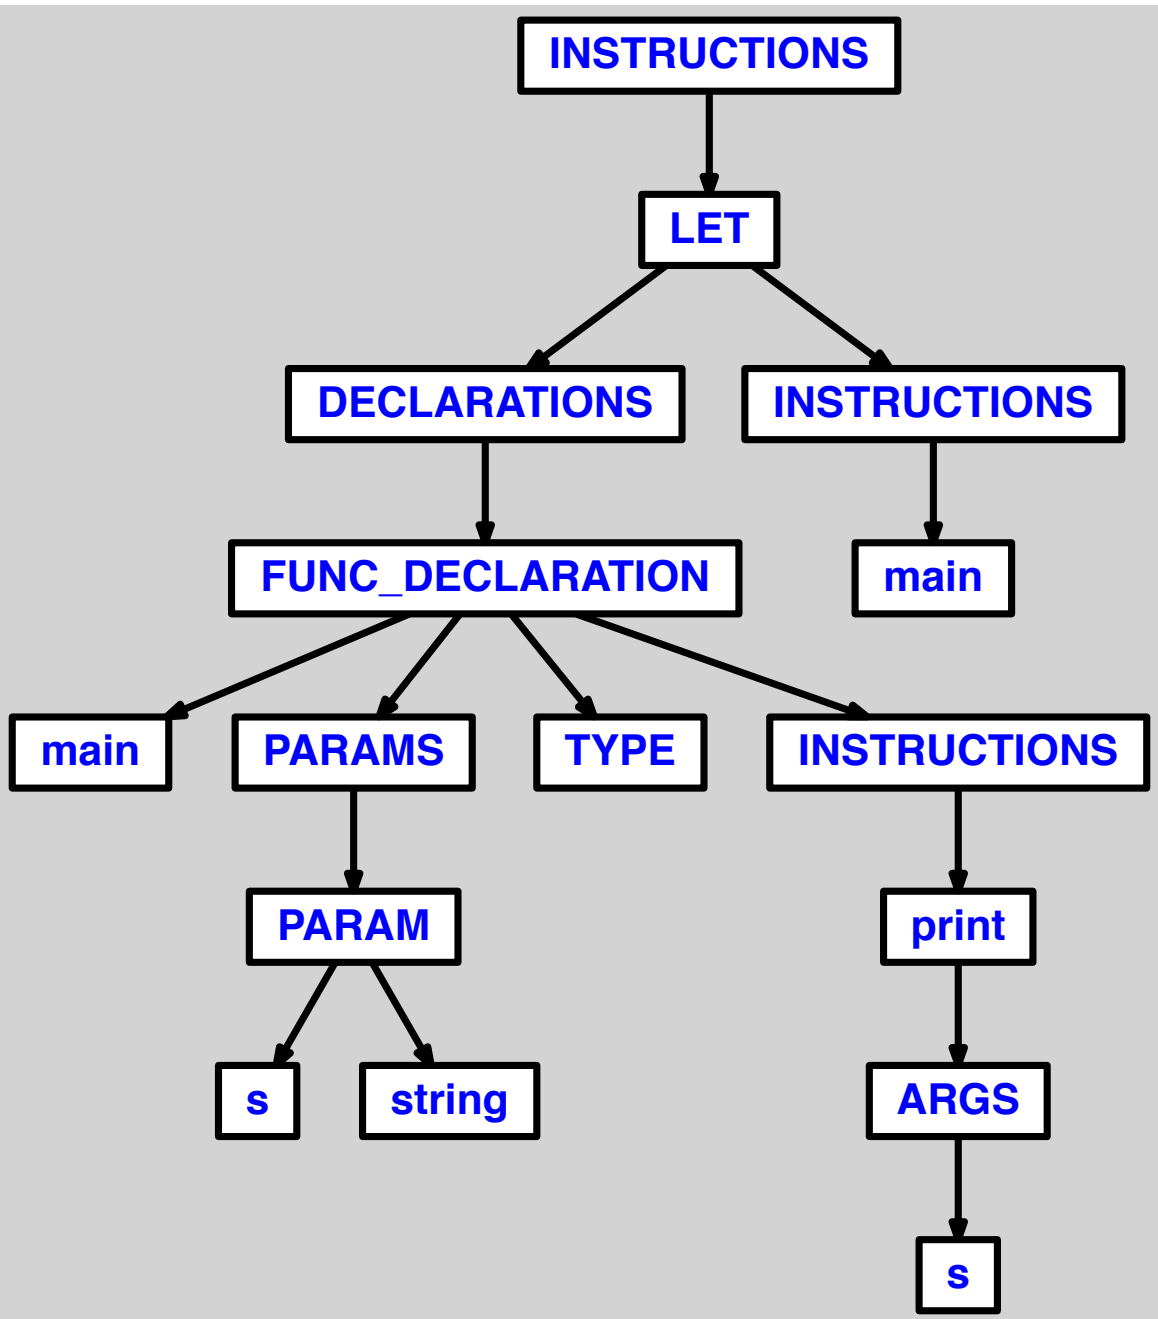 INSTRUCTIONS
LET
DECLARATIONS
INSTRUCTIONS
FUNC_DECLARATION
main
main
PARAMS
TYPE
INSTRUCTIONS
PARAM
print
s
string
ARGS
s